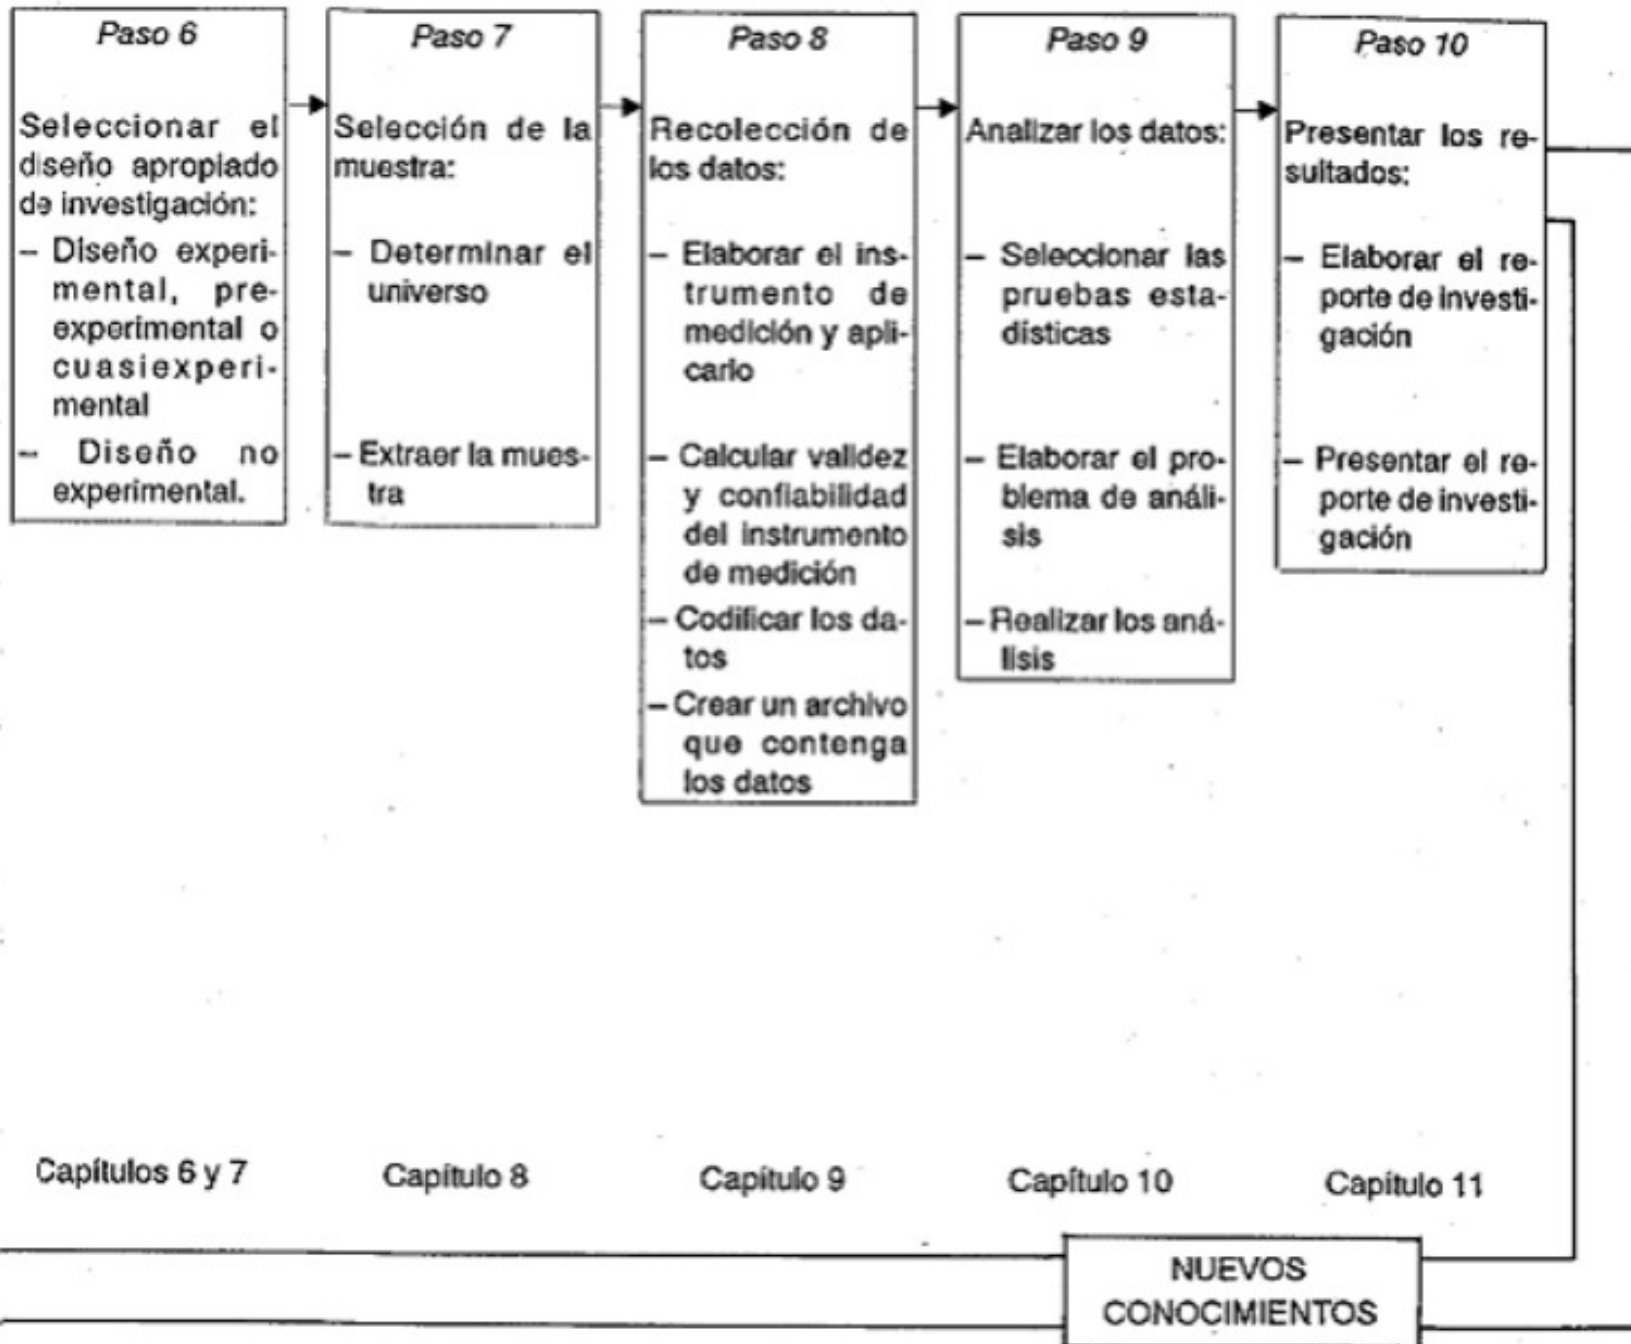 Paso 6
Seleccionar el
diseño apropiado
de investigación:
– Diseño experi-
mental, pre-
experimental o
cuasiexperi-
mental
– Diseño no
experimental.
Paso 7
Selección de la
muestra:
– Determinar el
universo
– Extraer la mues-
tra
Paso 8
Recolección de
los datos:
– Elaborar el ins-
trumento de
medición y apli-
carlo
– Calcular validez
y confiabilidad
del instrumento
de medición
– Codificar los da-
tos
– Crear un archivo
que contenga
los datos
Paso 9
Analizar los datos:
– Seleccionar las
pruebas esta-
dísticas
– Elaborar el pro-
blema de análi-
sis
– Realizar los aná-
lisis
Paso 10
Presentar los re-
sultados:
– Elaborar el re-
porte de investi-
gación
– Presentar el re-
porte de investi-
gación
Capítulos 6 y 7
Capítulo 8
Capítulo 9
Capítulo 10
Capítulo 11
NUEVOS
CONOCIMIENTOS